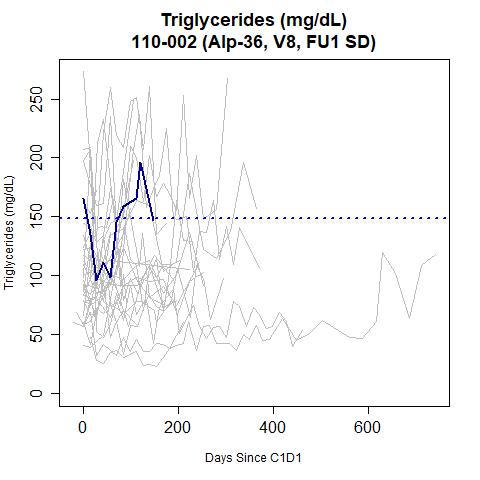 Triglycerides (mg/dL)
110-002 (Alp-36, V8, FU1 SD)
Triglycerides (mg/dL)
250
200
150
100
50
0
0
200
400
600
Days Since C1D1